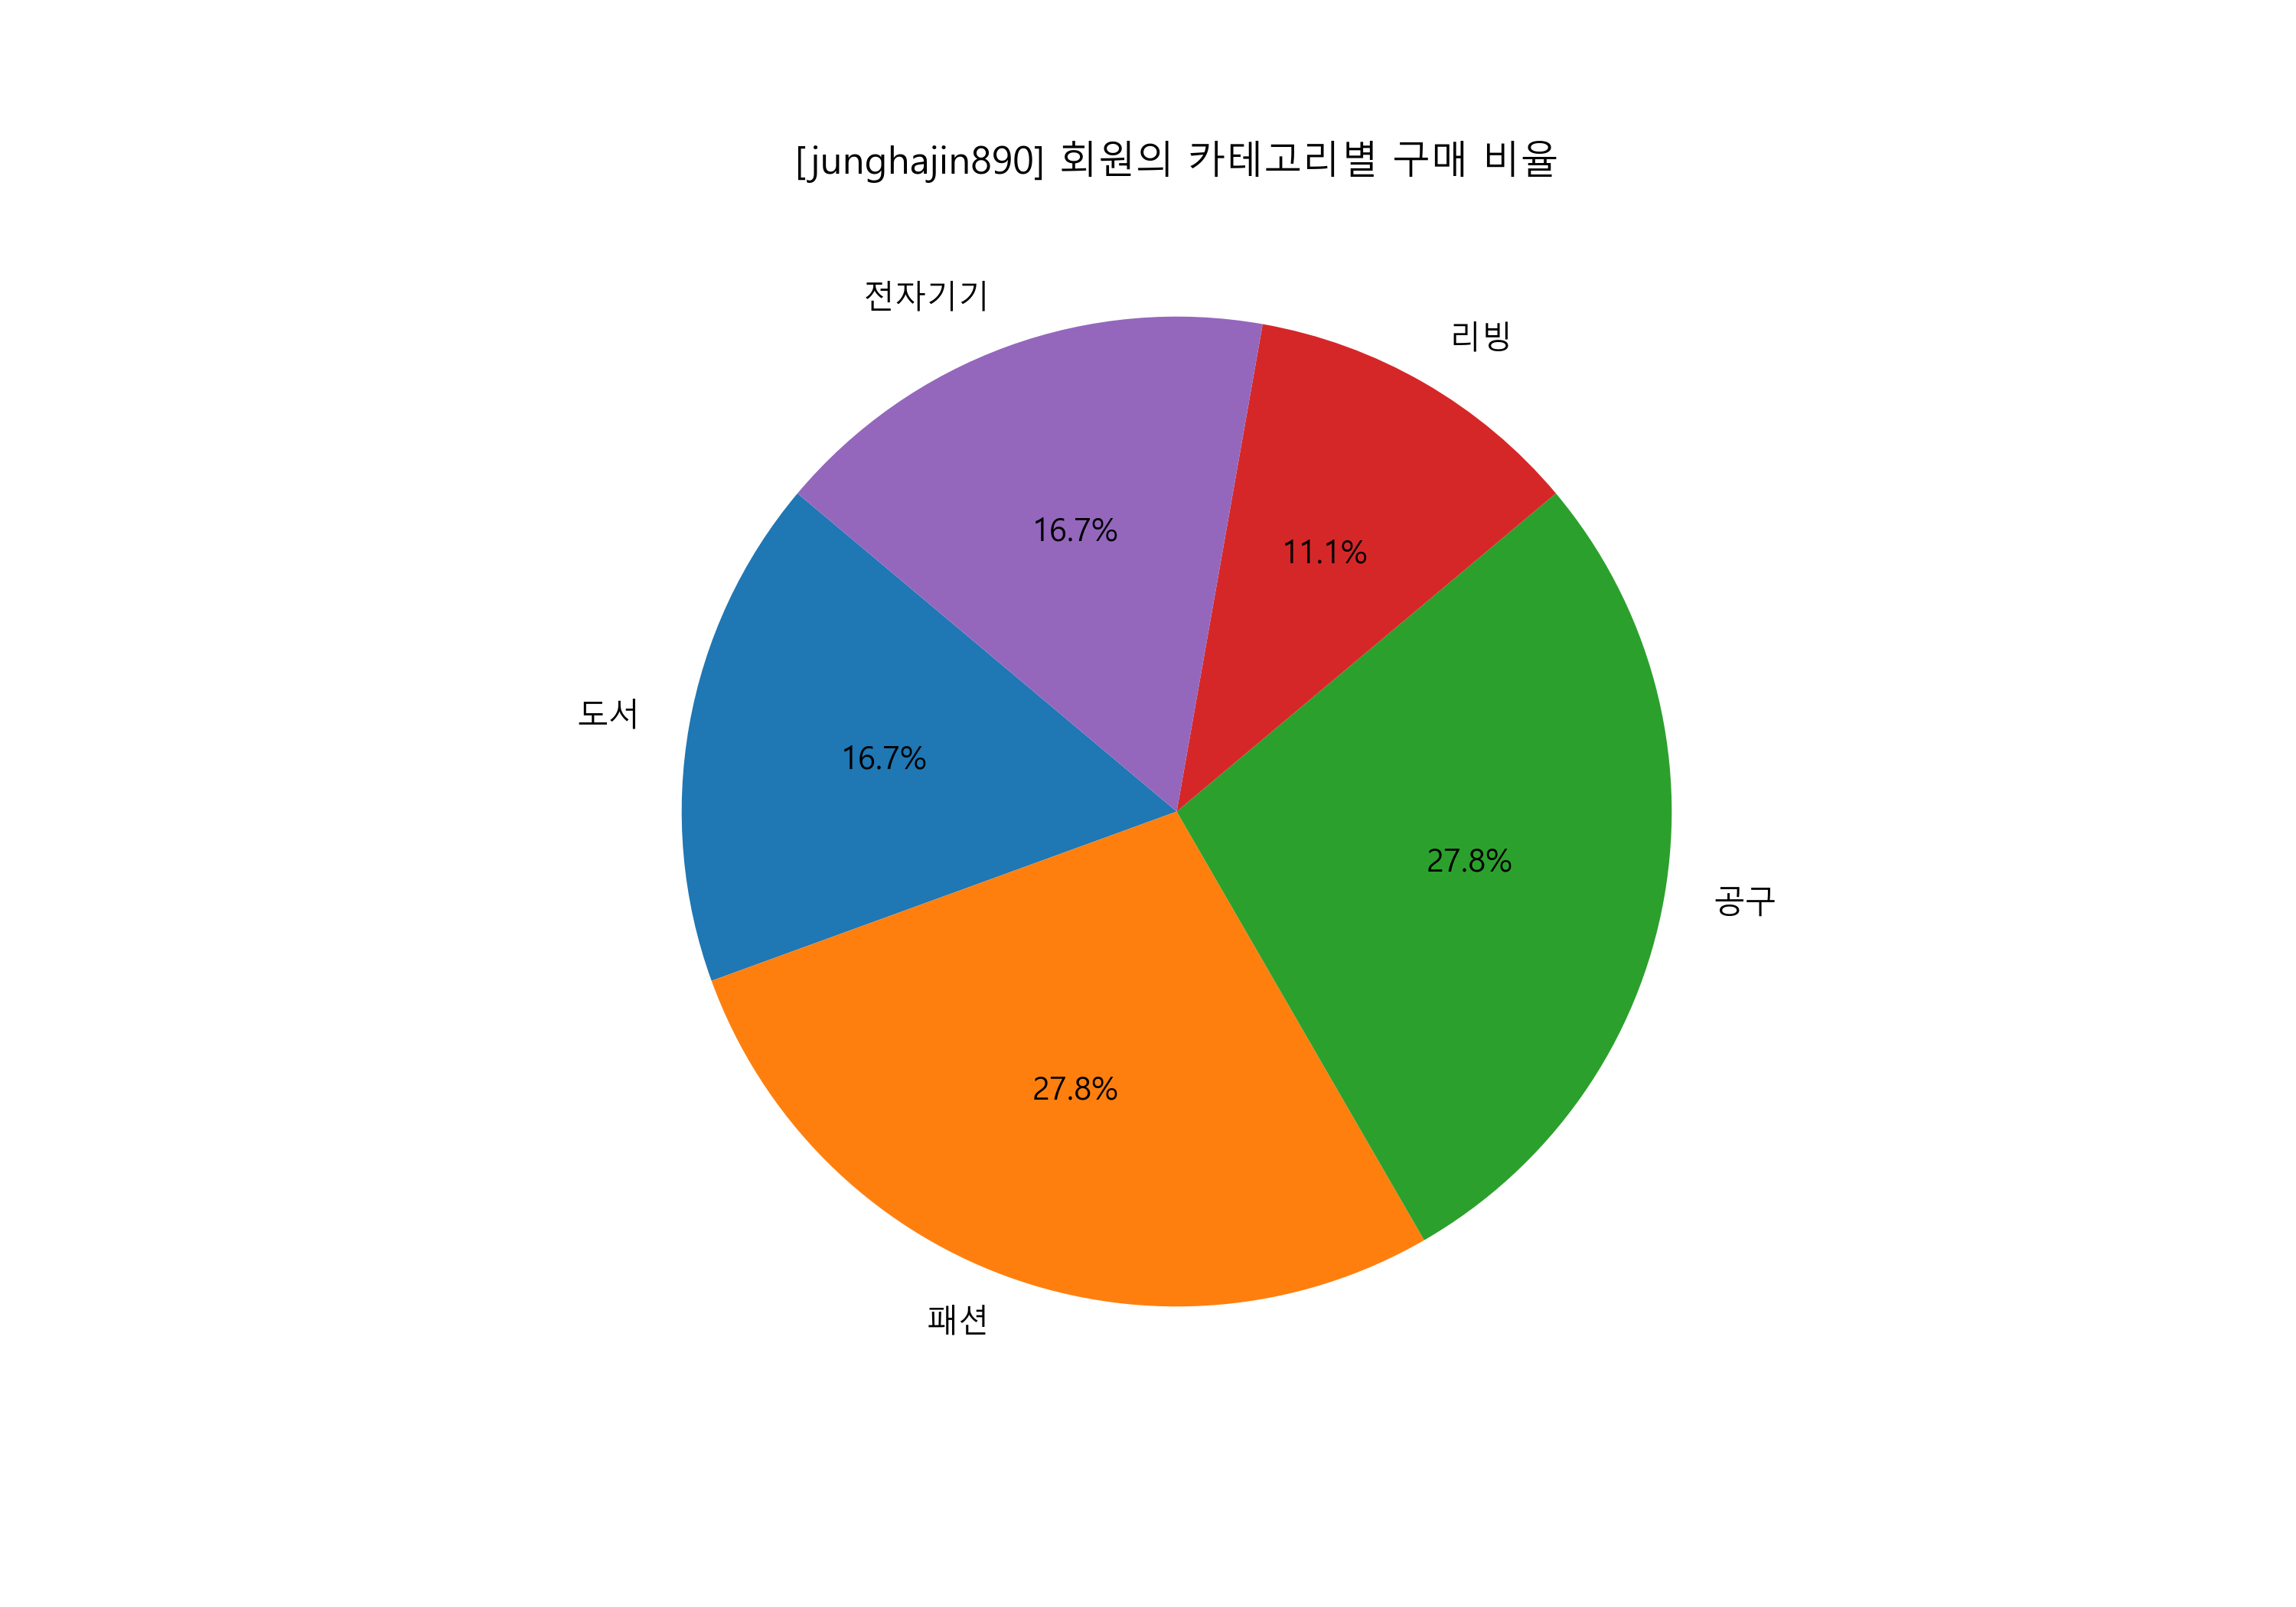 [junghajin890] 회원의 카테고리별 구매 비율
전자기기
리빙
16.7%
11.1%
도서
16.7%
27.8%
공구
27.8%
패션